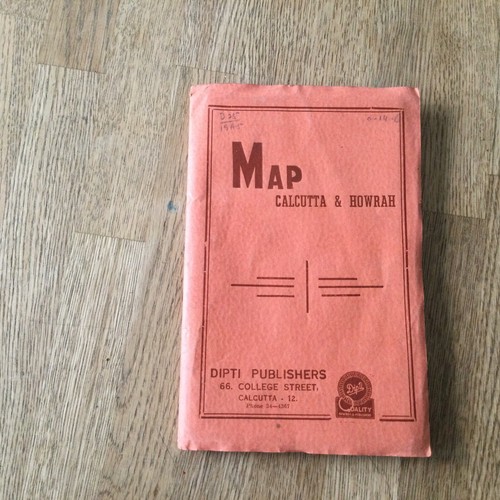 MAP
CALCUTTA & HOWRAH
DIPTI PUBLISHERS
66, COLLEGE STREET,
CALCUTTA - 12.
QUALITY